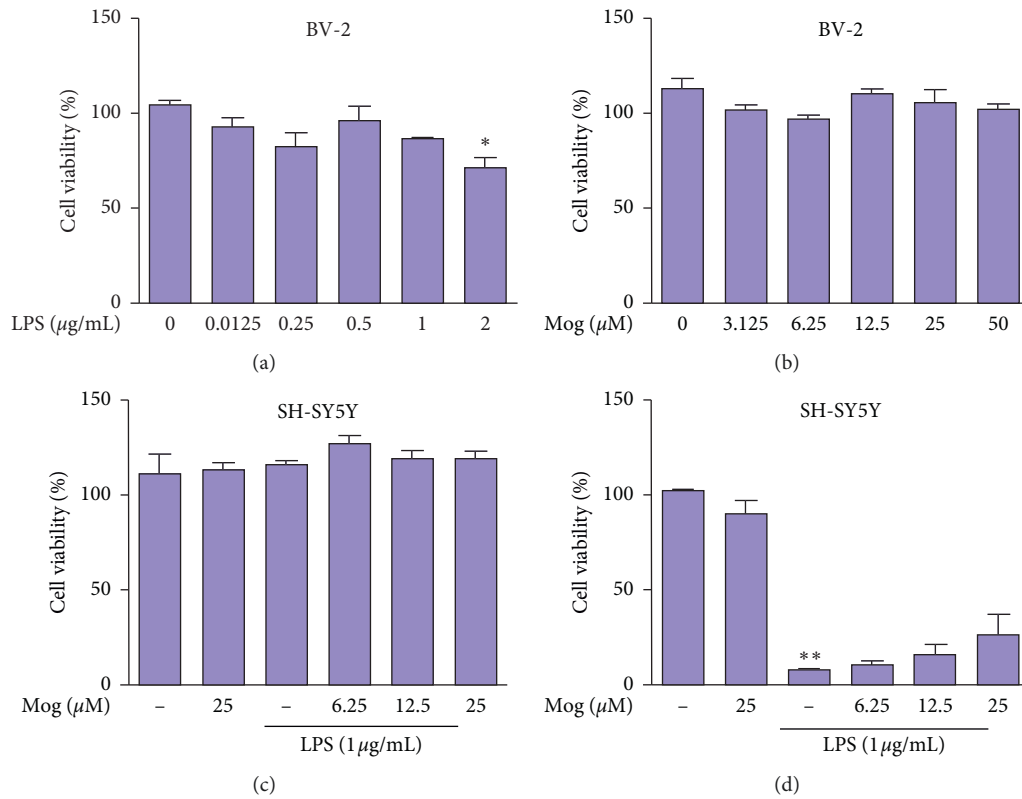 BV-2
Cell viability (%)
150
100
50
0
*
LPS (μg/mL) 0 0.0125 0.25 0.5 1 2
(a)
BV-2
Cell viability (%)
150
100
50
0
Mog (μM) 0 3.125 6.25 12.5 25 50
(b)
SH-SY5Y
Cell viability (%)
150
100
50
0
Mog (μM) – 25 – 6.25 12.5 25
LPS (1 μg/mL)
(c)
SH-SY5Y
Cell viability (%)
150
100
50
0
**
Mog (μM) – 25 – 6.25 12.5 25
LPS (1 μg/mL)
(d)